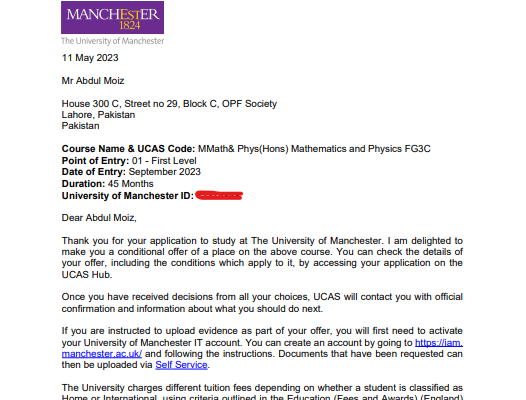 MANCHESTER
1824
The University of Manchester
11 May 2023
Mr Abdul Moiz
House 300 C, Street no 29, Block C, OPF Society
Lahore, Pakistan
Pakistan
Course Name & UCAS Code: MMath& Phys(Hons) Mathematics and Physics FG3C
Point of Entry: 01 - First Level
Date of Entry: September 2023
Duration: 45 Months
University of Manchester ID:
Dear Abdul Moiz,
Thank you for your application to study at The University of Manchester. I am delighted to
make you a conditional offer of a place on the above course. You can check the details of
your offer, including the conditions which apply to it, by accessing your application on the
UCAS Hub.
Once you have received decisions from all your choices, UCAS will contact you with official
confirmation and information about what you should do next.
If you are instructed to upload evidence as part of your offer, you will first need to activate
your University of Manchester IT account. You can create an account by going to https://iam.
manchester.ac.uk/ and following the instructions. Documents that have been requested can
then be uploaded via Self Service.
The University charges different tuition fees depending on whether a student is classified as
Home or International, using criteria outlined in the Education (Fees and Awards) (England)